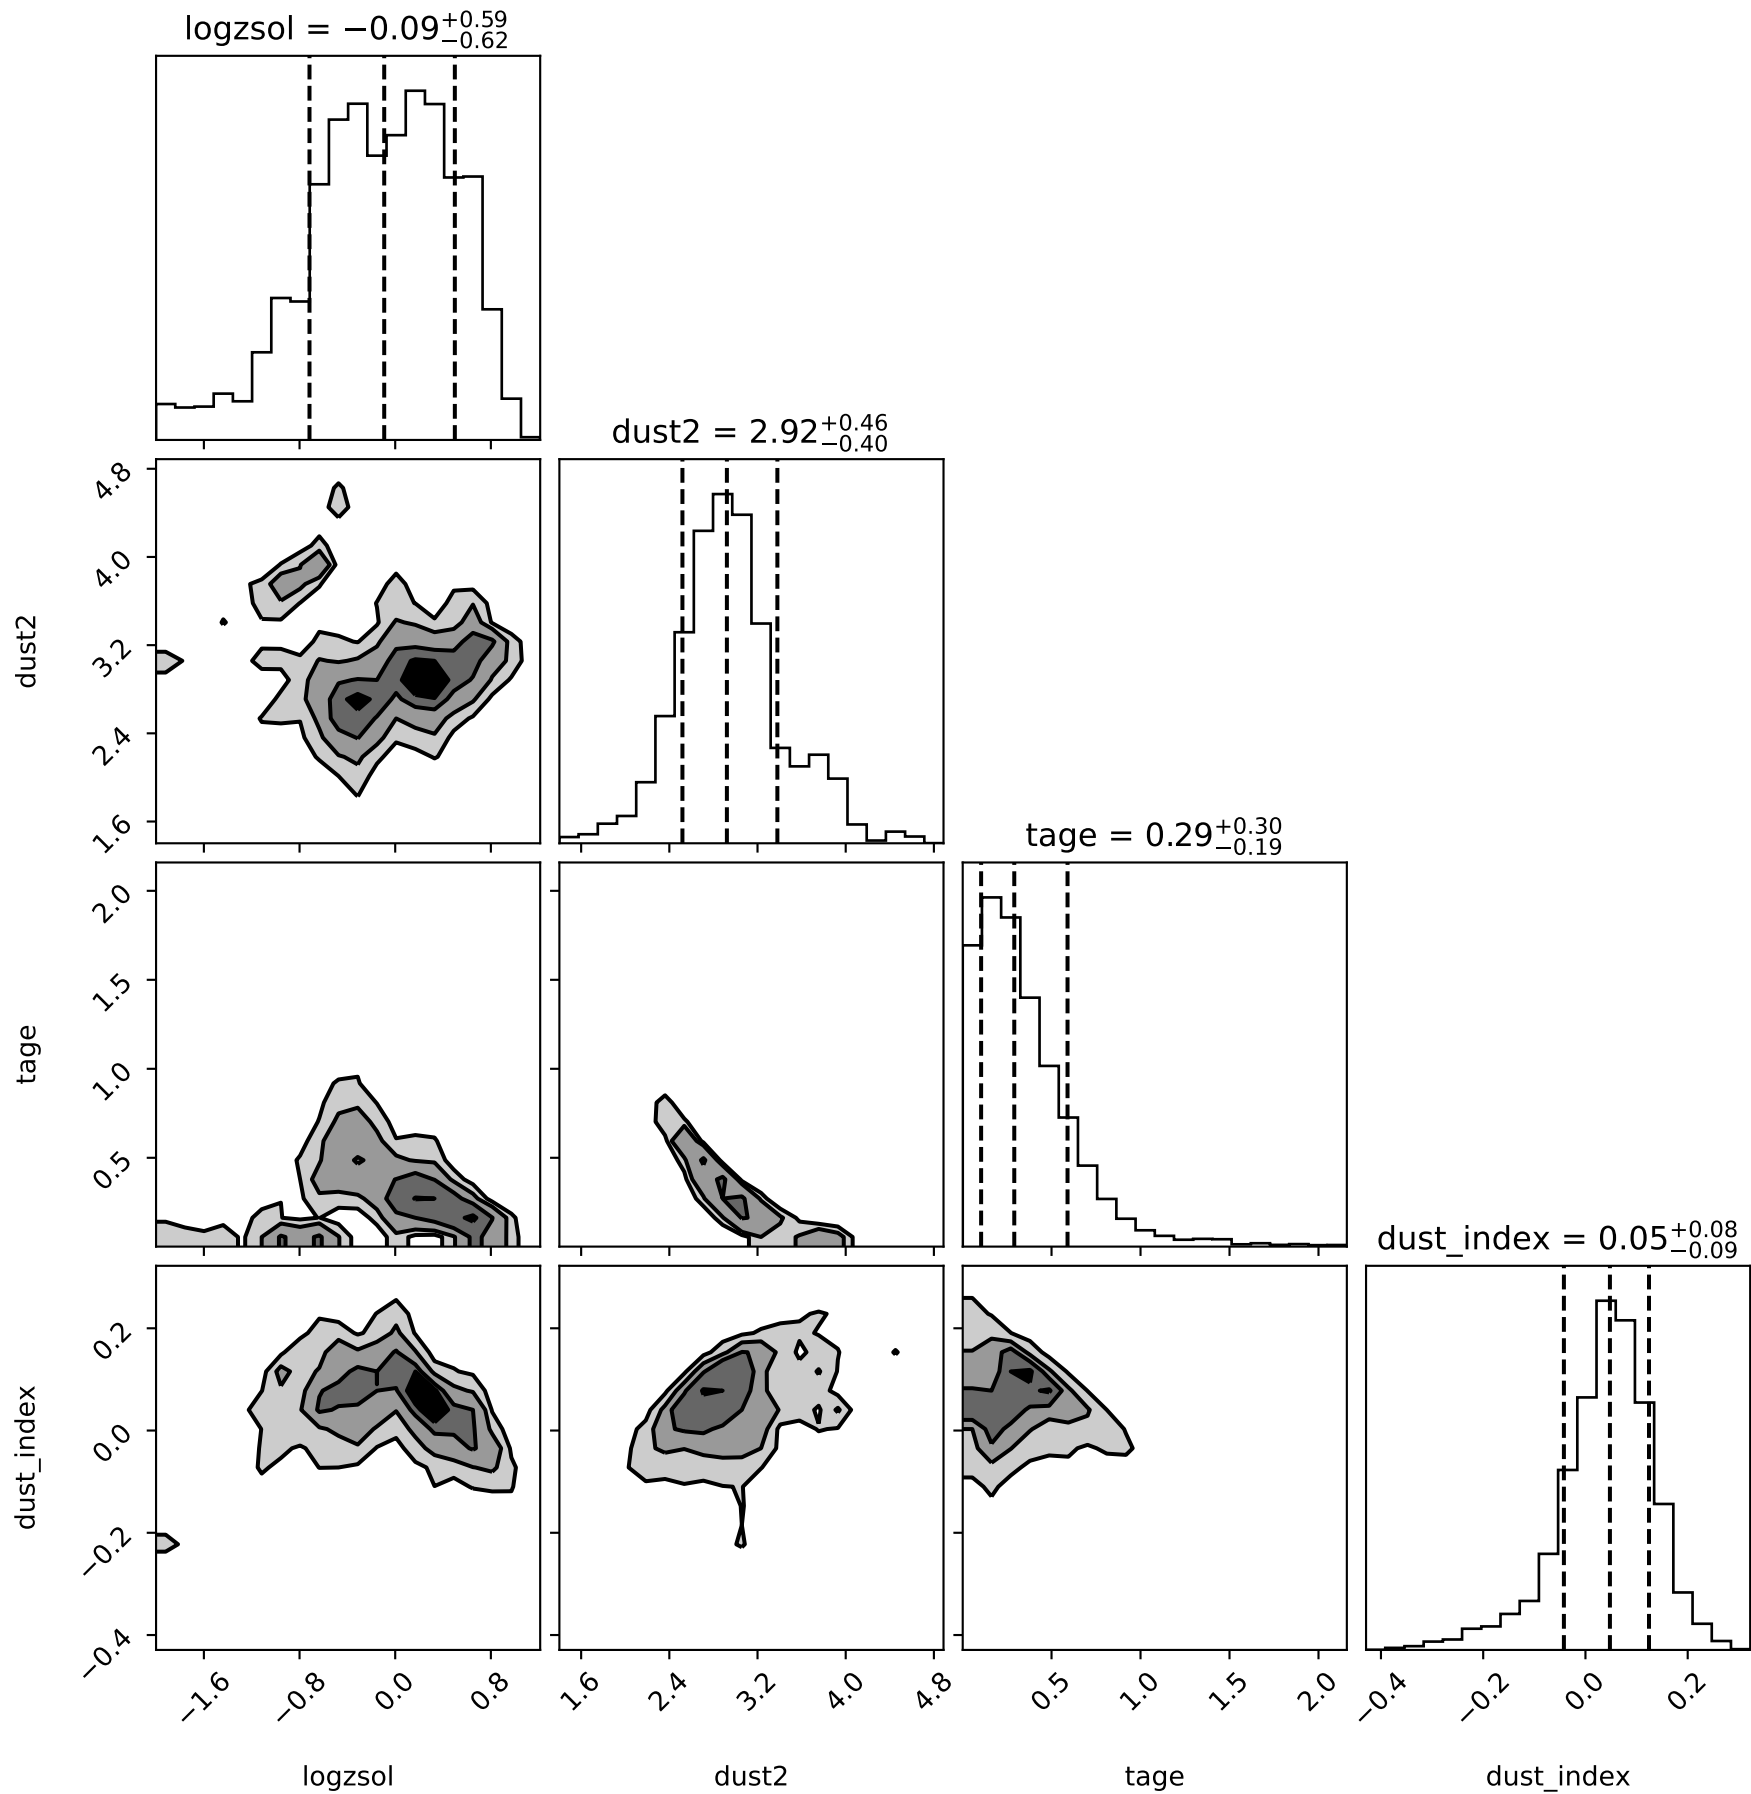 logzsol = −0.09+0.59−0.62
dust2 = 2.92+0.46−0.40
4.8
4.0
3.2
2.4
1.6
dust2
tage = 0.29+0.30−0.19
2.0
1.5
1.0
0.5
tage
dust_index = 0.05+0.08−0.09
0.2
0.0
−0.2
−0.4
dust_index
−1.6 −0.8 0.0 0.8 1.6 2.4 3.2 4.0 4.8 0.5 1.0 1.5 2.0 −0.4 −0.2 0.0 0.2
logzsol dust2 tage dust_index